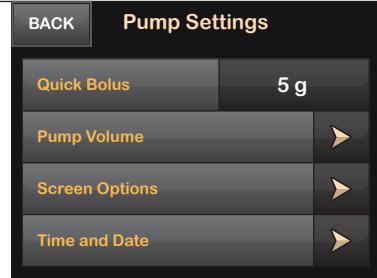 BACK Pump Settings
Quick Bolus 5 g
Pump Volume
Screen Options
Time and Date